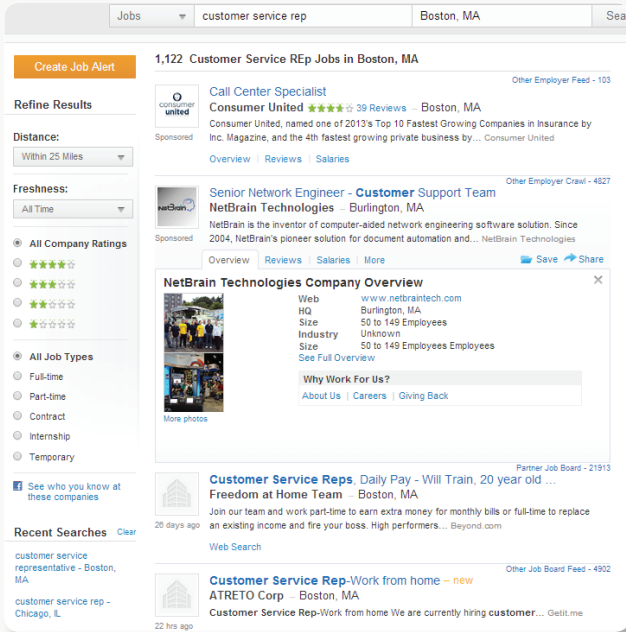 Jobs customer service rep Boston, MA Sea
Create Job Alert
Refine Results
Distance:
Within 25 Miles
Freshness:
All Time
All Company Ratings
All Job Types
Full-time
Part-time
Contract
Internship
Temporary
See who you know at
these companies
Recent Searches Clear
customer service
representative - Boston,
MA
customer service rep -
Chicago, IL
1,122 Customer Service REp Jobs in Boston, MA
Other Employer Feed - 103
consumer
united
Sponsored
Call Center Specialist
Consumer United 39 Reviews – Boston, MA
Consumer United, named one of 2013's Top 10 Fastest Growing Companies in Insurance by
Inc. Magazine, and the 4th fastest growing private business by... Consumer United
Overview | Reviews | Salaries
Other Employer Crawl - 4827
NetBrain
Sponsored
Senior Network Engineer - Customer Support Team
NetBrain Technologies – Burlington, MA
NetBrain is the inventor of computer-aided network engineering software solution. Since
2004, NetBrain's pioneer solution for document automation and... NetBrain Technologies
Overview | Reviews | Salaries | More Save Share
NetBrain Technologies Company Overview
Web www.netbraintech.com
HQ Burlington, MA
Size 50 to 149 Employees
Industry Unknown
Size 50 to 149 Employees Employees
See Full Overview
Why Work For Us?
About Us | Careers | Giving Back
More photos
Partner Job Board - 21913
Customer Service Reps, Daily Pay - Will Train, 20 year old ...
Freedom at Home Team – Boston, MA
26 days ago
Join our team and work part-time to earn extra money for monthly bills or full-time to replace
an existing income and fire your boss. High performers... Beyond.com
Web Search
Other Job Board Feed - 4902
Customer Service Rep-Work from home – new
ATRETO Corp – Boston, MA
Customer Service Rep-Work from home We are currently hiring customer... Getit.me
22 hrs ago